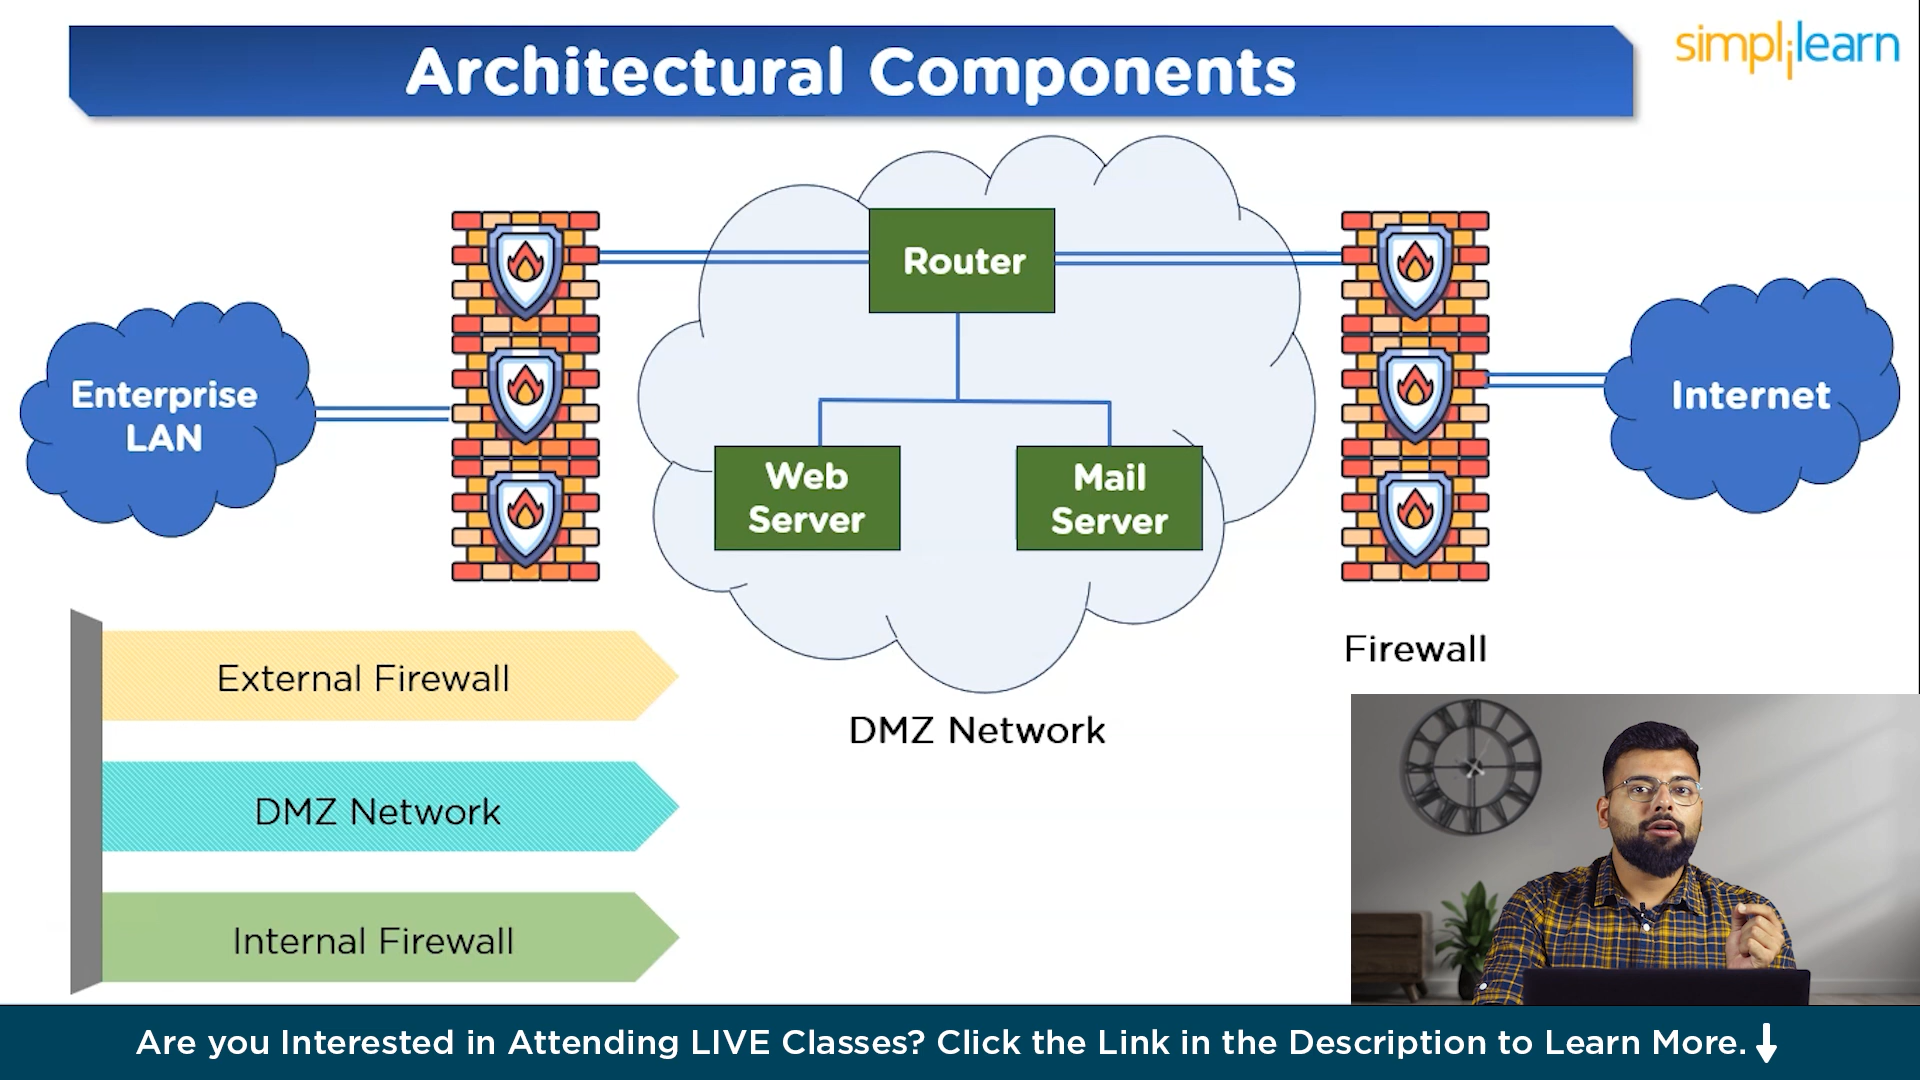 Architectural Components
simplilearn
Router
Enterprise
LAN
Internet
Web
Server
Mail
Server
Firewall
External Firewall
DMZ Network
DMZ Network
Internal Firewall
Are you Interested in Attending LIVE Classes? Click the Link in the Description to Learn More.